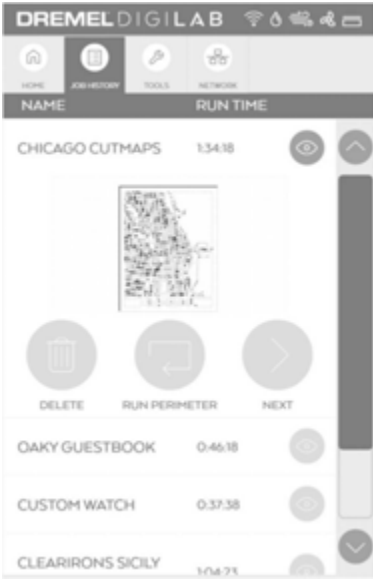 DREMEL DIGILAB
HOME
JOB HISTORY
TOOLS
NETWORK
NAME RUN TIME
CHICAGO CUTMAPS 1:34:18
DELETE RUN PERIMETER NEXT
OAKY GUESTBOOK 0:46:18
CUSTOM WATCH 0:37:38
CLEARIRONS SICILY 1:04:23